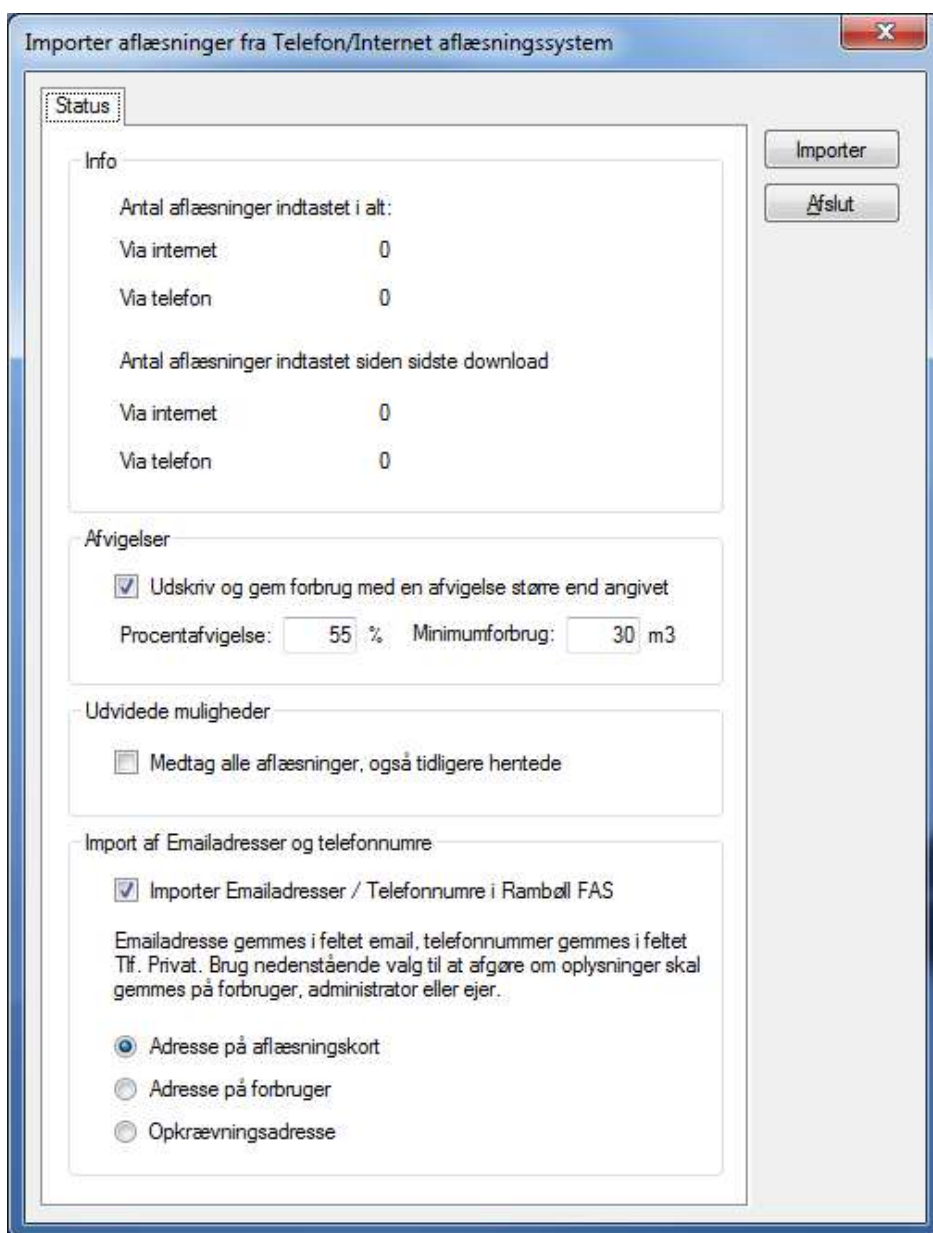 Importer aflæsninger fra Telefon/Internet aflæsningssystem
Status
Importer
Afslut
Info
Antal aflæsninger indtastet i alt:
Via internet 0
Via telefon 0
Antal aflæsninger indtastet siden sidste download
Via internet 0
Via telefon 0
Afvigelser
Udskriv og gem forbrug med en afvigelse større end angivet
Procentafvigelse: 55 % Minimumforbrug: 30 m3
Udvidede muligheder
Medtag alle aflæsninger, også tidligere hentede
Import af Emailadresser og telefonnumre
Importer Emailadresser / Telefonnumre i Rambøll FAS
Emailadresse gemmes i feltet email, telefonnummer gemmes i feltet
Tlf. Privat. Brug nedenstående valg til at afgøre om oplysninger skal
gemmes på forbruger, administrator eller ejer.
Adresse på aflæsningskort
Adresse på forbruger
Opkrævningsadresse